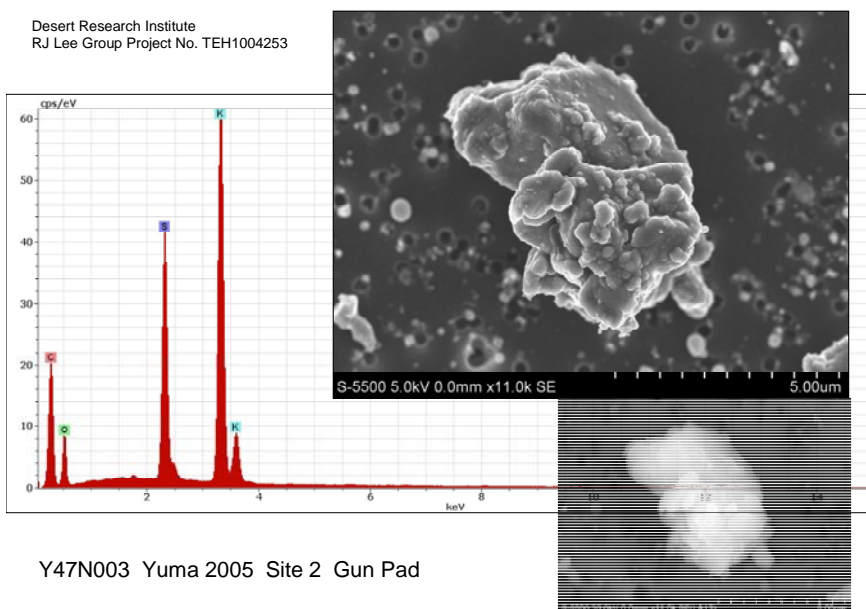 Desert Research Institute
RJ Lee Group Project No. TEH1004253
cps/eV
60
50
40
30
20
10
0
C
O
S
K
K
2
4
6
8
10
12
14
keV
S-5500 5.0kV 0.0mm x11.0k SE
5.00um
Y47N003 Yuma 2005 Site 2 Gun Pad